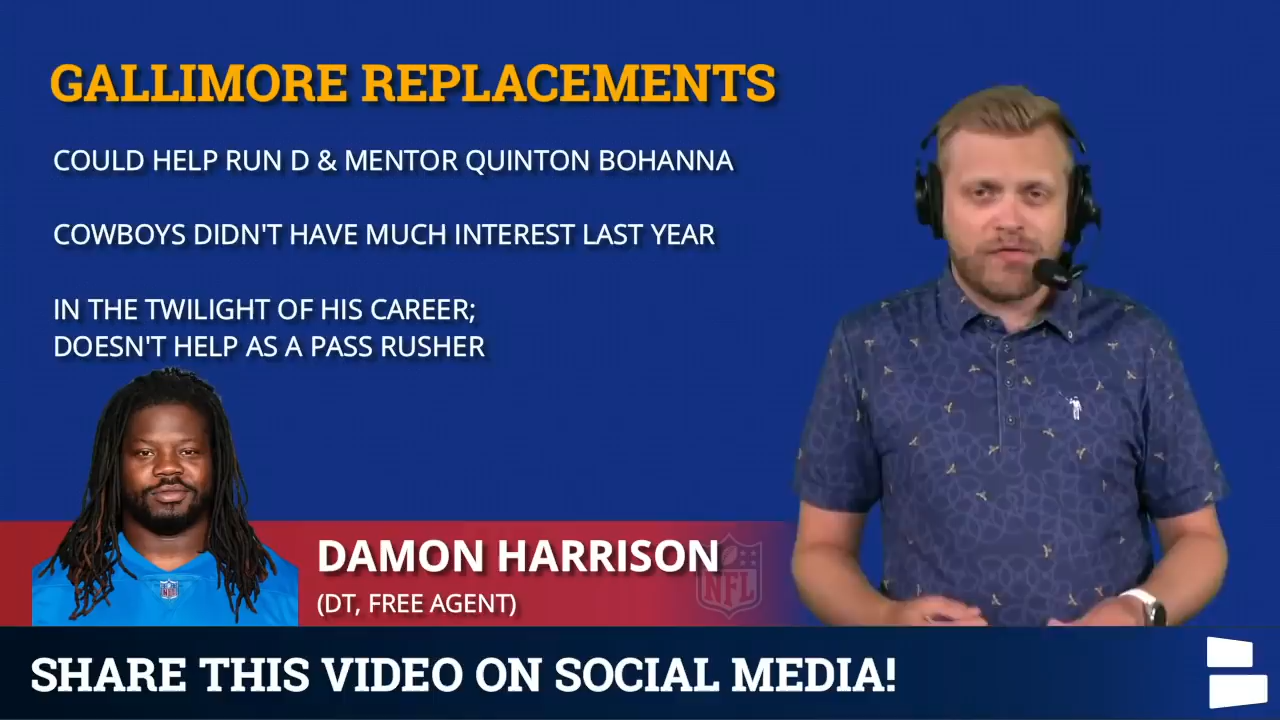 GALLIMORE REPLACEMENTS
COULD HELP RUN D & MENTOR QUINTON BOHANNA
COWBOYS DIDN'T HAVE MUCH INTEREST LAST YEAR
IN THE TWILIGHT OF HIS CAREER;
DOESN'T HELP AS A PASS RUSHER
DAMON HARRISON
NFL
(DT, FREE AGENT)
SHARE THIS VIDEO ON SOCIAL MEDIA!